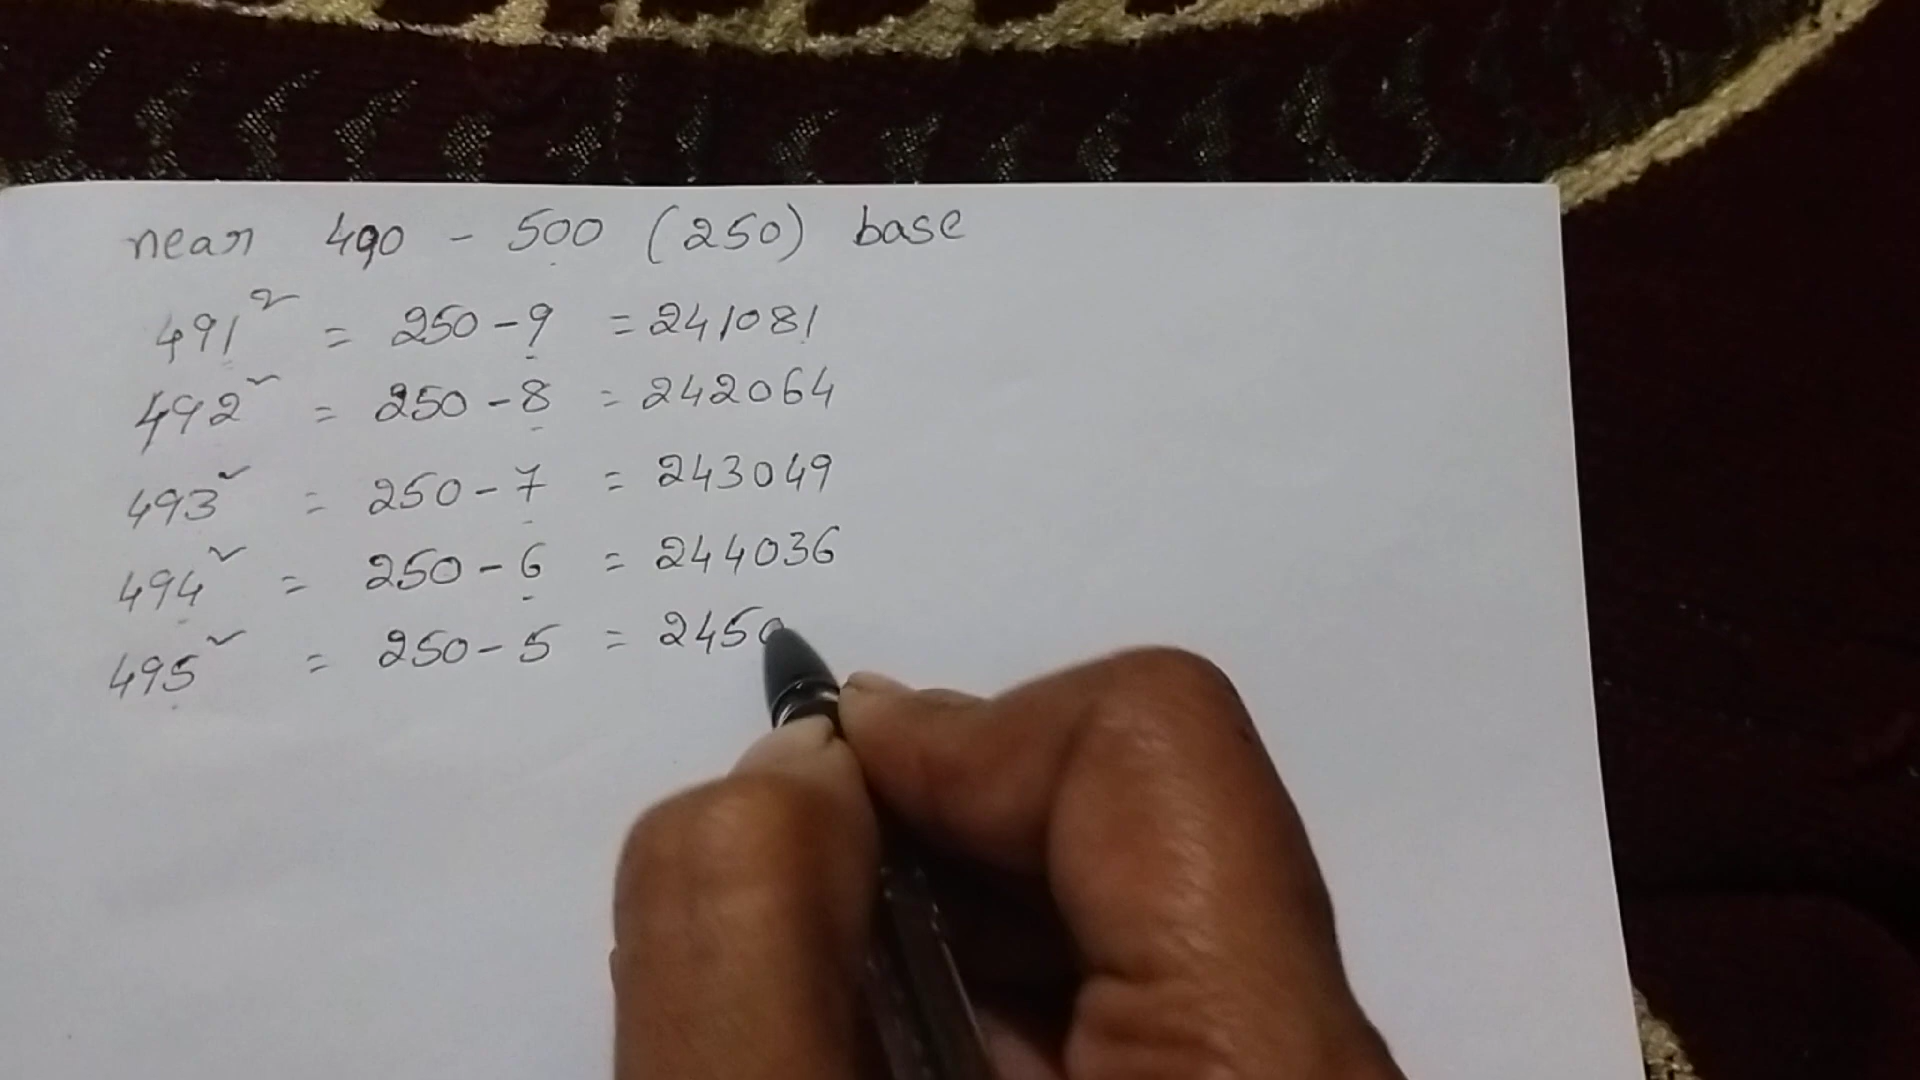 near 490 - 500 (250) base
491² = 250 - 9 = 241081
492² = 250 - 8 = 242064
493² = 250 - 7 = 243049
494² = 250 - 6 = 244036
495² = 250 - 5 = 2450